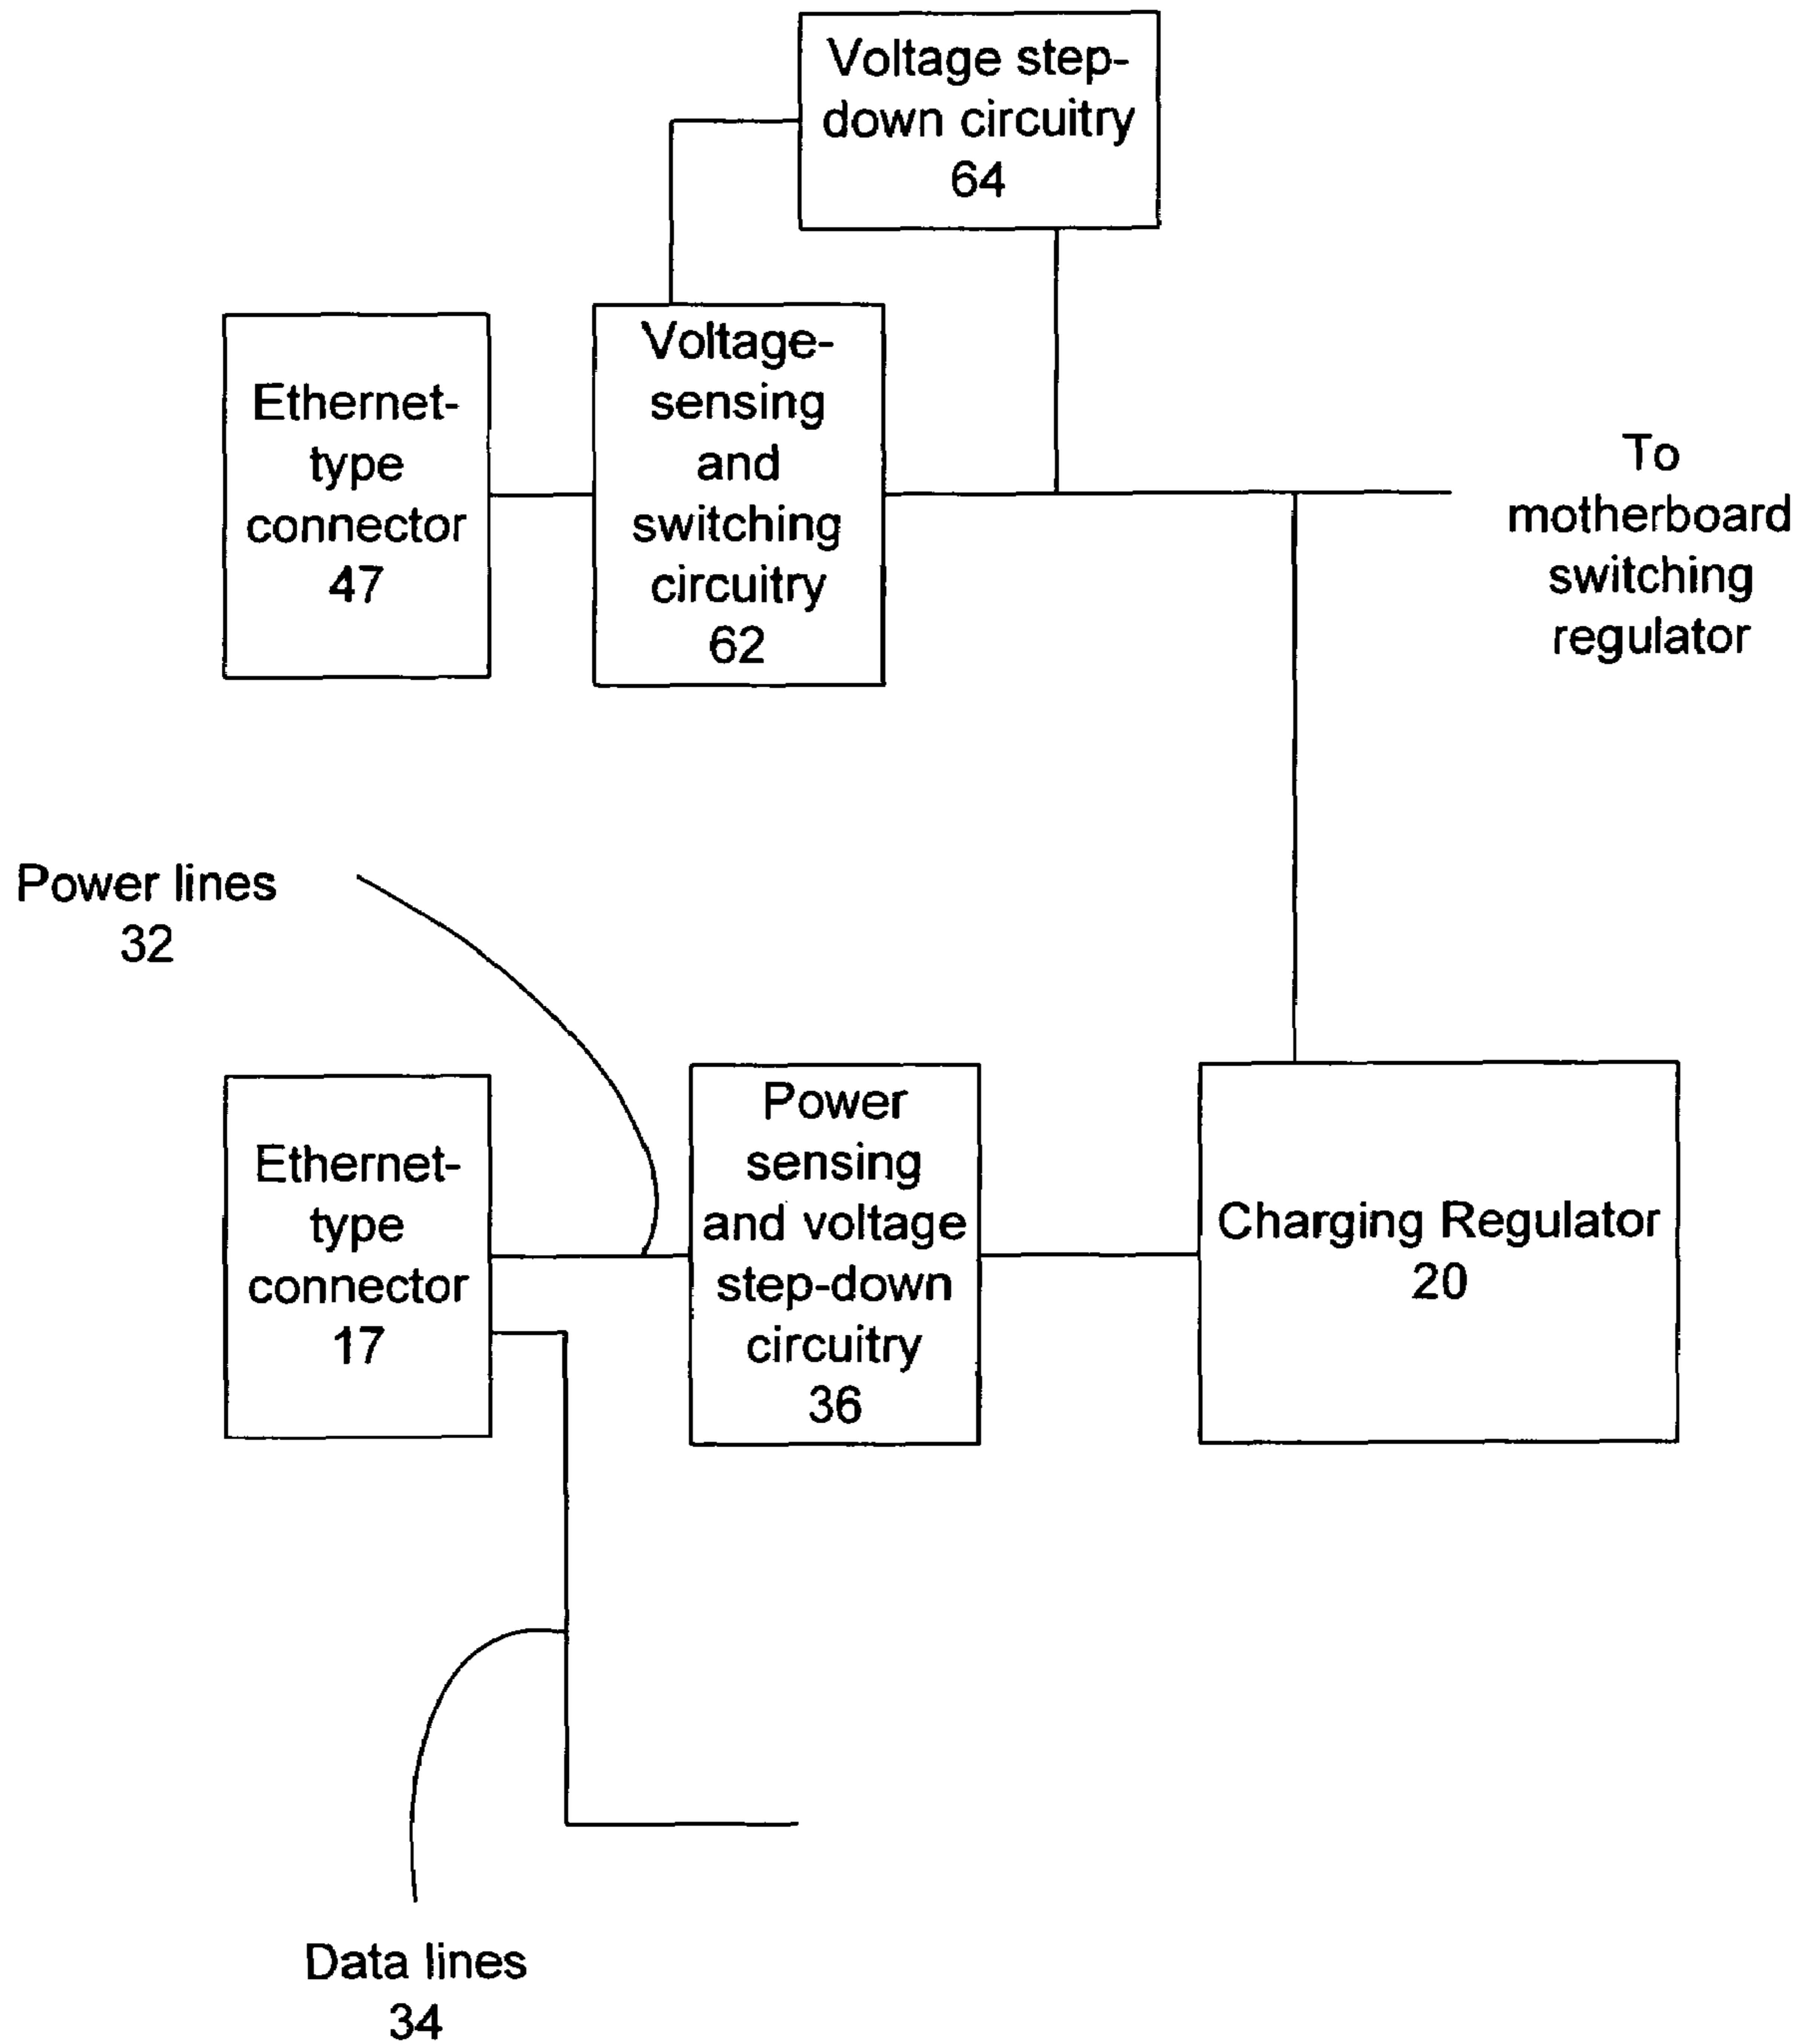 Voltage step-
down circuitry
64
Ethernet-
type
connector
47
Voltage-
sensing
and
switching
circuitry
62
To
motherboard
switching
regulator
Power lines
32
Ethernet-
type
connector
17
Power
sensing
and voltage
step-down
circuitry
36
Charging Regulator
20
Data lines
34